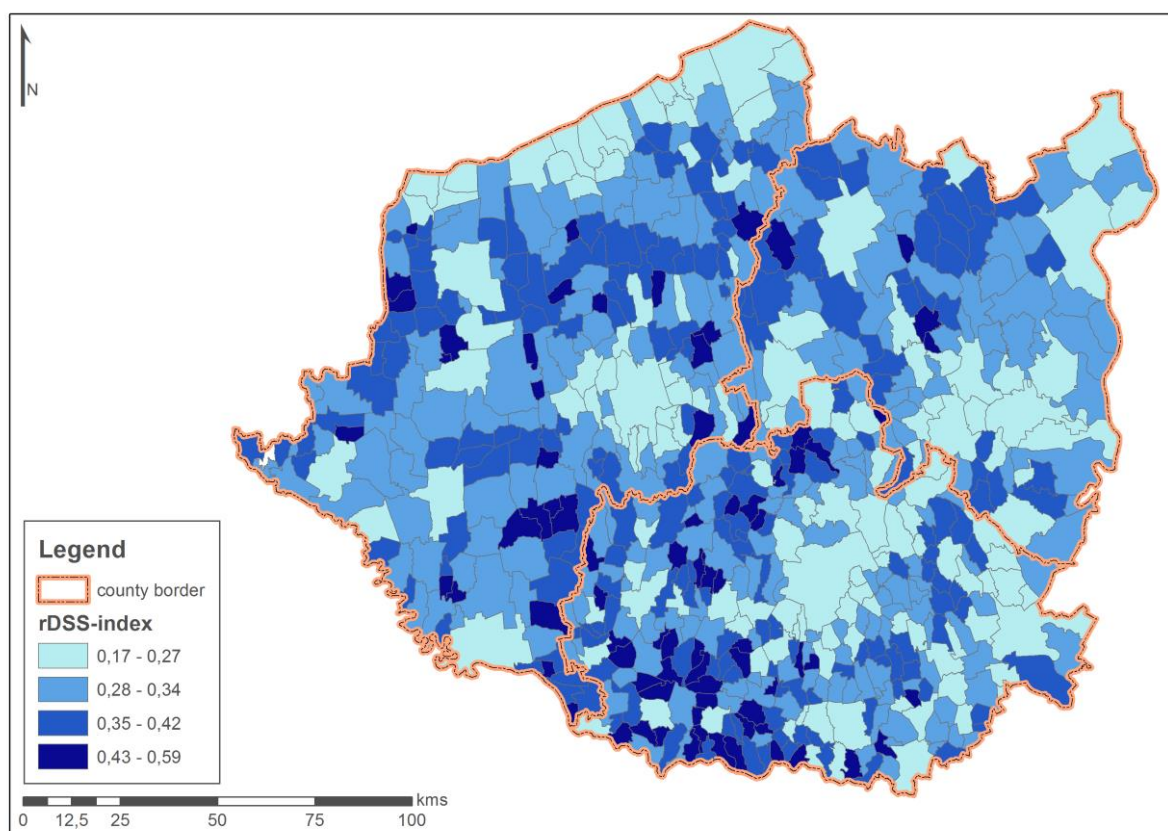 N
Legend
county border
rDSS-index
0,17 - 0,27
0,28 - 0,34
0,35 - 0,42
0,43 - 0,59
kms
0 12,5 25 50 75 100